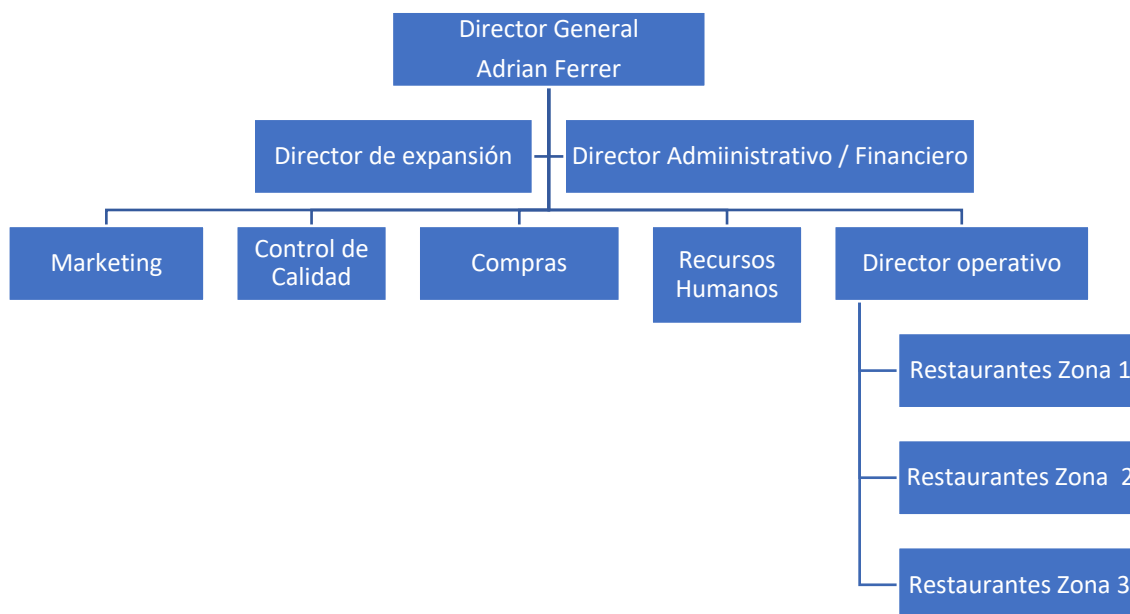 Director General
Adrian Ferrer
Director de expansión
Director Admiinistrativo / Financiero
Marketing
Control de
Calidad
Compras
Recursos
Humanos
Director operativo
Restaurantes Zona 1
Restaurantes Zona  2
Restaurantes Zona 3